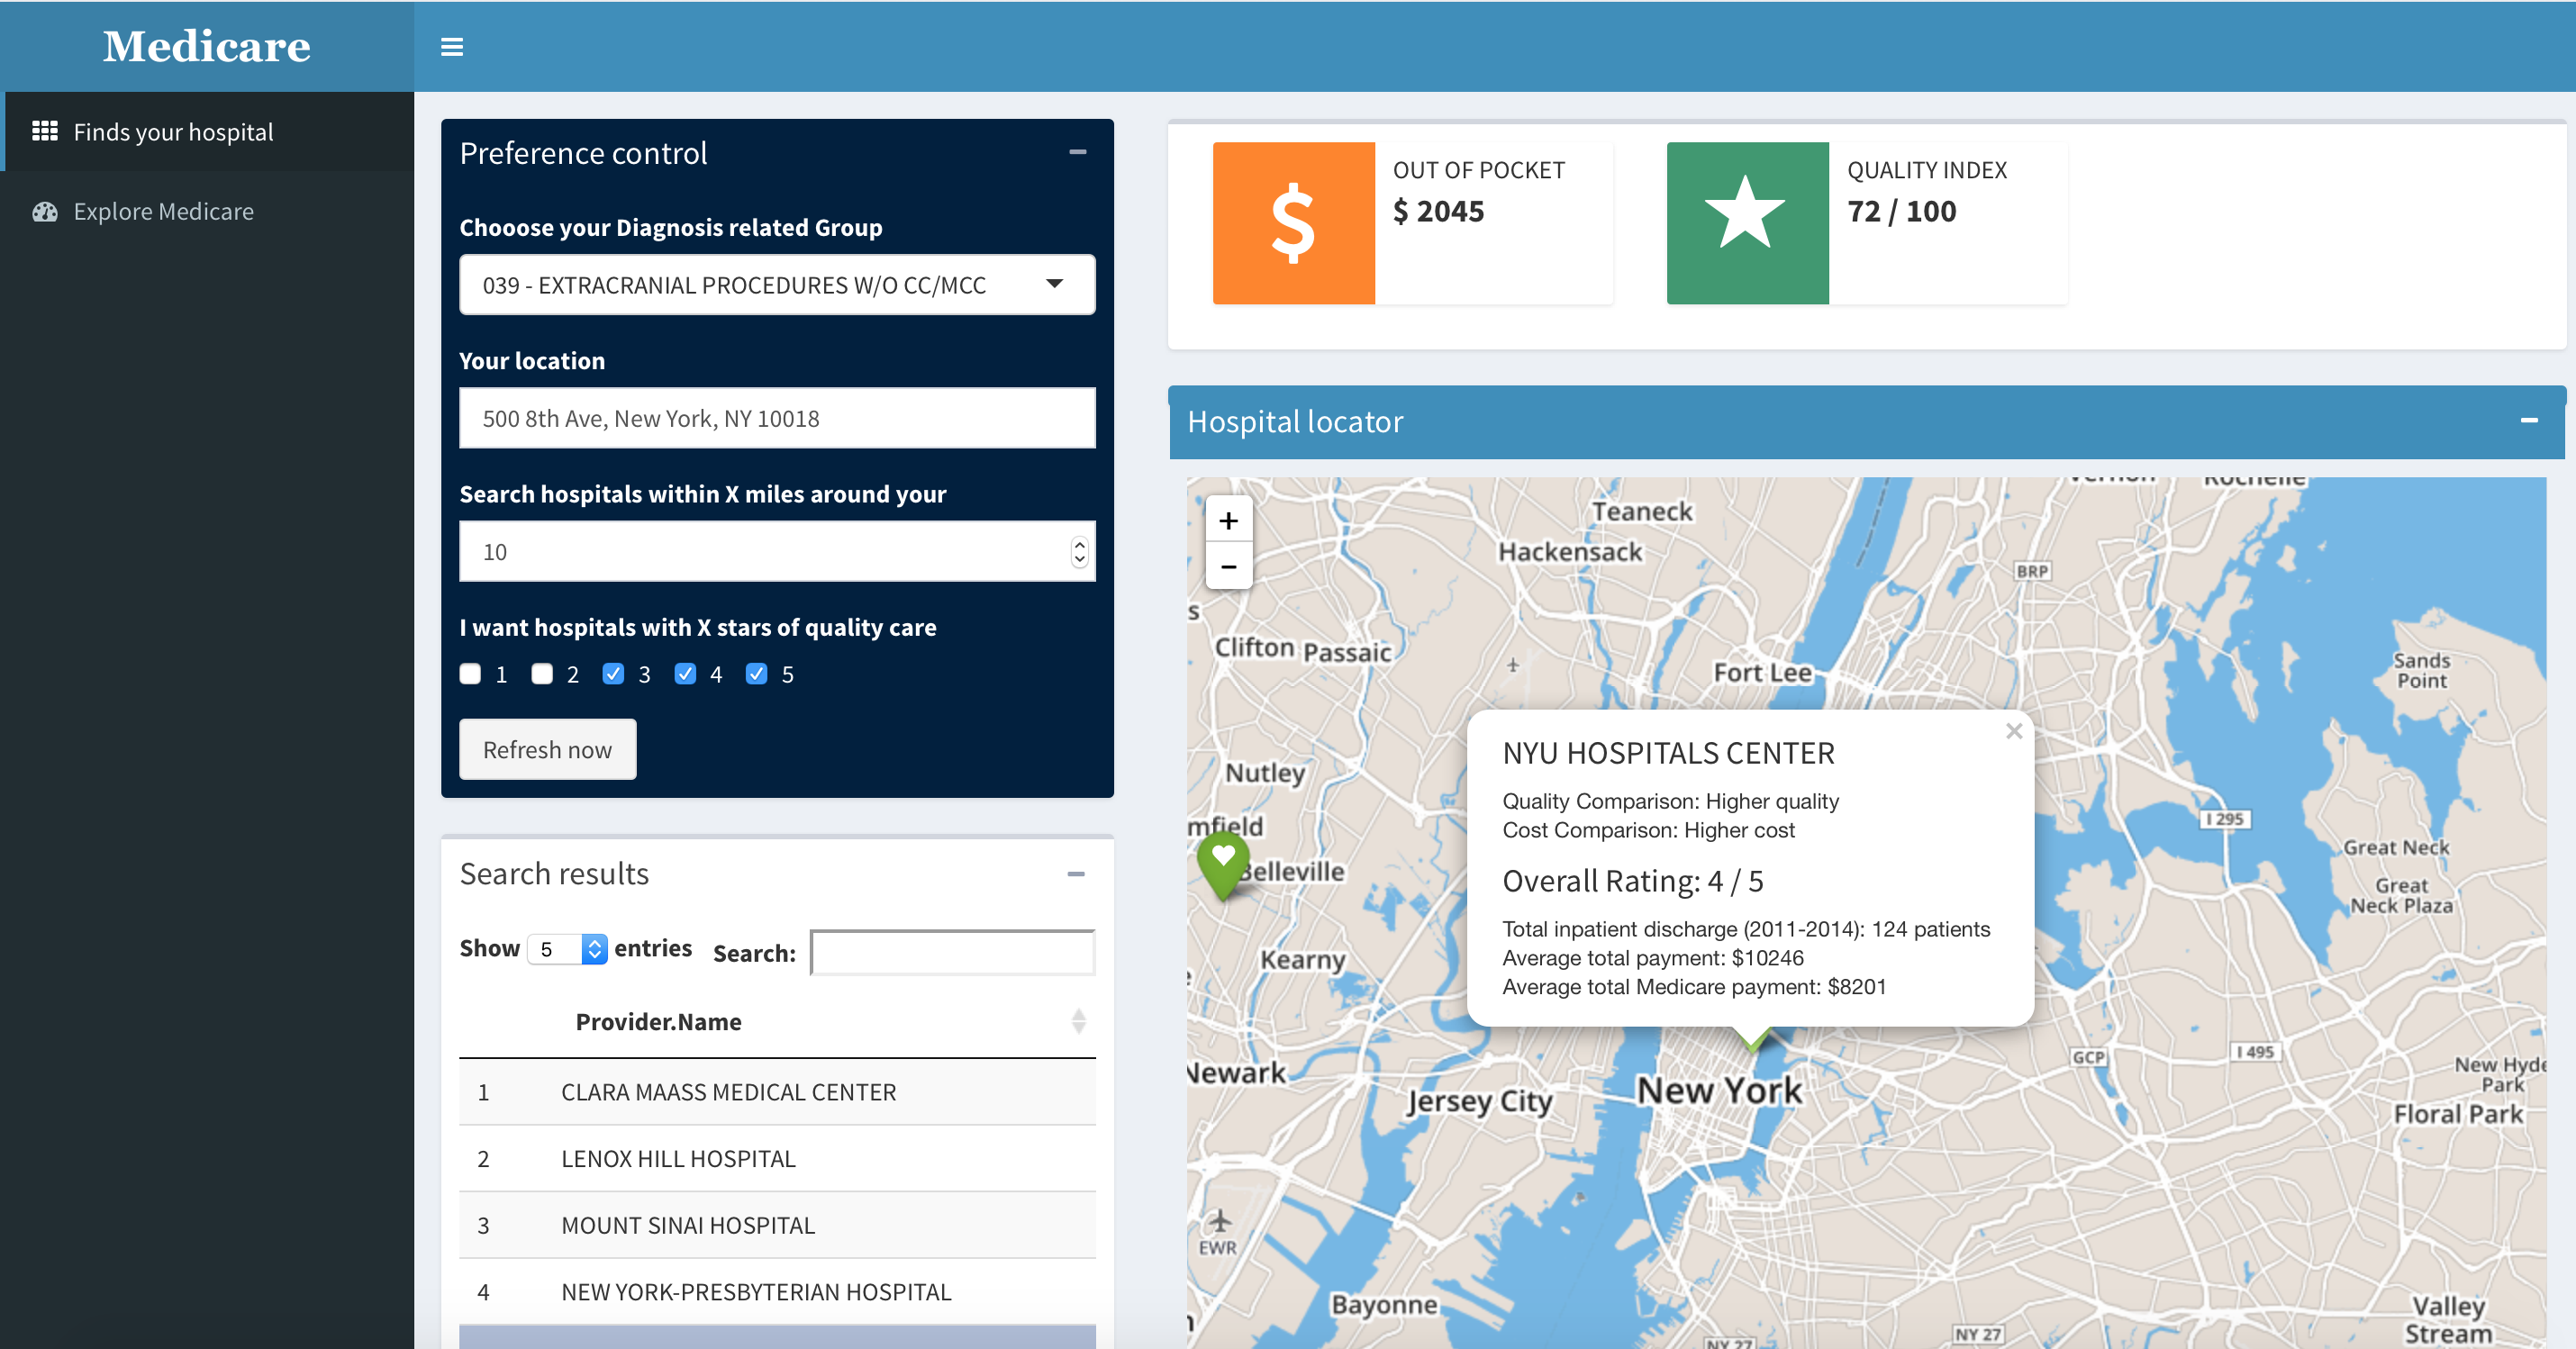 Medicare
Finds your hospital
Explore Medicare
Preference control
Chooose your Diagnosis related Group
039 - EXTRACRANIAL PROCEDURES W/O CC/MCC
Your location
500 8th Ave, New York, NY 10018
Search hospitals within X miles around your
10
I want hospitals with X stars of quality care
1 2 3 4 5
Refresh now
Search results
Show 5 entries Search:
Provider.Name
1 CLARA MAASS MEDICAL CENTER
2 LENOX HILL HOSPITAL
3 MOUNT SINAI HOSPITAL
4 NEW YORK-PRESBYTERIAN HOSPITAL
$
OUT OF POCKET
$ 2045
QUALITY INDEX
72 / 100
Hospital locator
+
−
Rochelle
Teaneck
Hackensack
BRP
Clifton
Passaic
Fort Lee
Sands
Point
NYU HOSPITALS CENTER
Quality Comparison: Higher quality
Cost Comparison: Higher cost
Overall Rating: 4 / 5
Total inpatient discharge (2011-2014): 124 patients
Average total payment: $10246
Average total Medicare payment: $8201
Nutley
mfield
Belleville
I 295
Great Neck
Great
Neck Plaza
Kearny
Newark
Jersey City
New York
GCP
I 495
New Hyde
Park
Floral Park
EWR
Bayonne
NY 27
NY 27
Valley
Stream